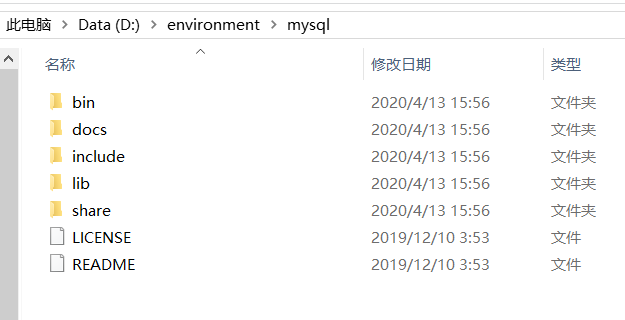 此电脑 > Data (D:) > environment > mysql
名称 修改日期 类型
bin 2020/4/13 15:56 文件夹
docs 2020/4/13 15:56 文件夹
include 2020/4/13 15:56 文件夹
lib 2020/4/13 15:56 文件夹
share 2020/4/13 15:56 文件夹
LICENSE 2019/12/10 3:53 文件
README 2019/12/10 3:53 文件